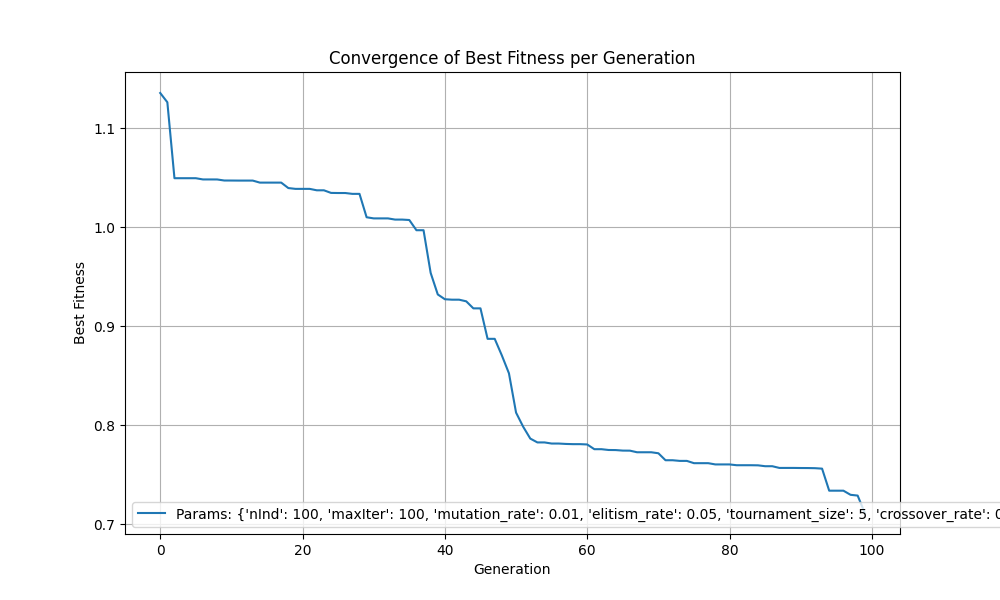 Convergence of Best Fitness per Generation
Best Fitness
1.1
1.0
0.9
0.8
0.7
Params: {'nInd': 100, 'maxIter': 100, 'mutation_rate': 0.01, 'elitism_rate': 0.05, 'tournament_size': 5, 'crossover_rate':
0 20 40 60 80 100
Generation